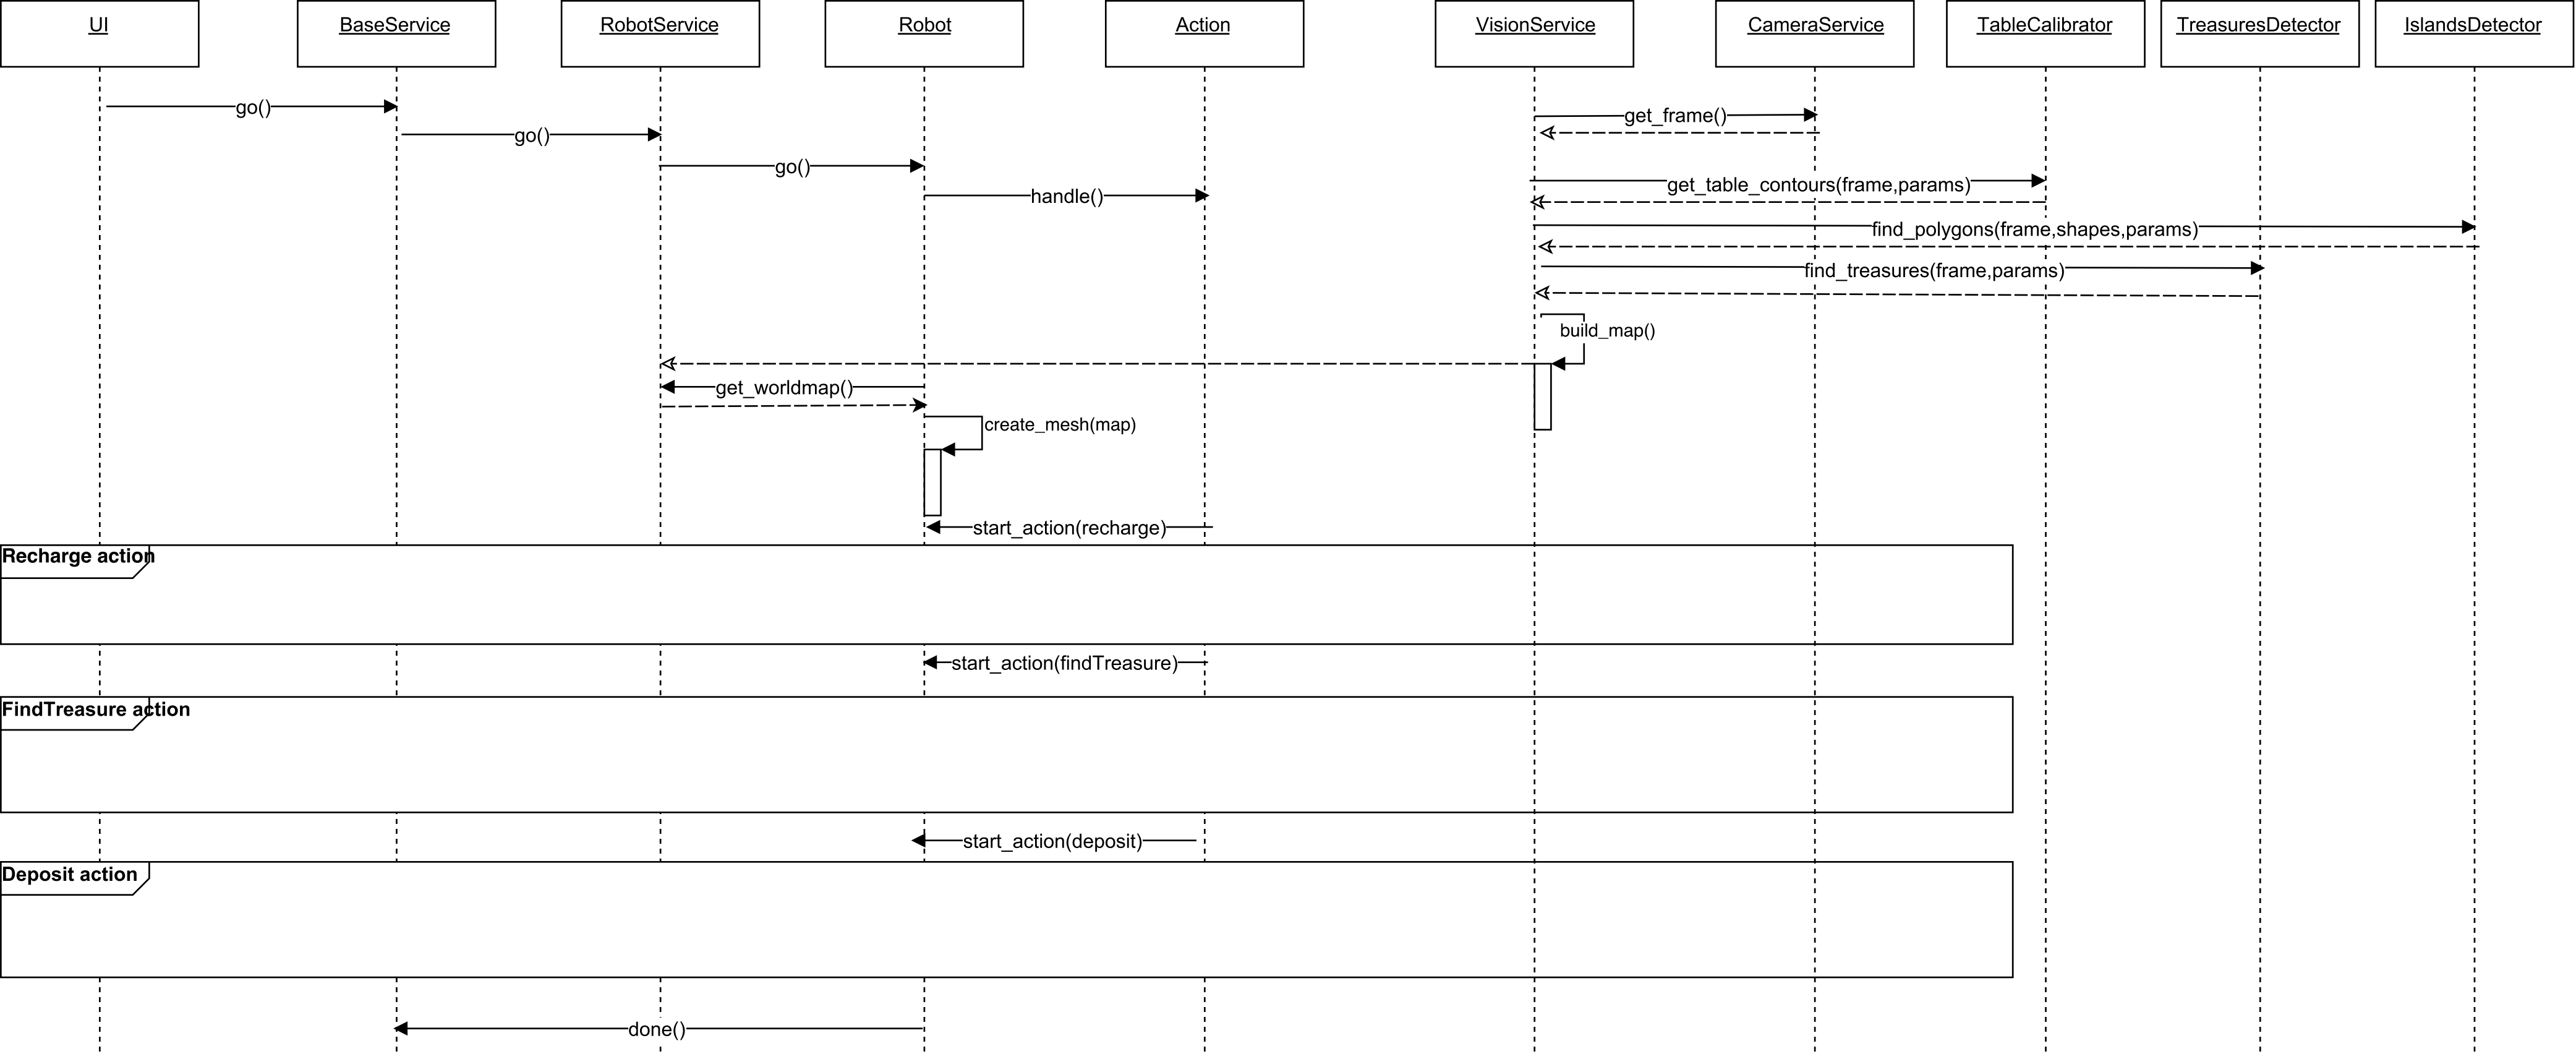 UI
BaseService
RobotService
Robot
Action
VisionService
CameraService
TableCalibrator
TreasuresDetector
IslandsDetector
go()
get_frame()
go()
go()
get_table_contours(frame,params)
handle()
find_polygons(frame,shapes,params)
find_treasures(frame,params)
build_map()
get_worldmap()
create_mesh(map)
start_action(recharge)
Recharge action
start_action(findTreasure)
FindTreasure action
start_action(deposit)
Deposit action
done()